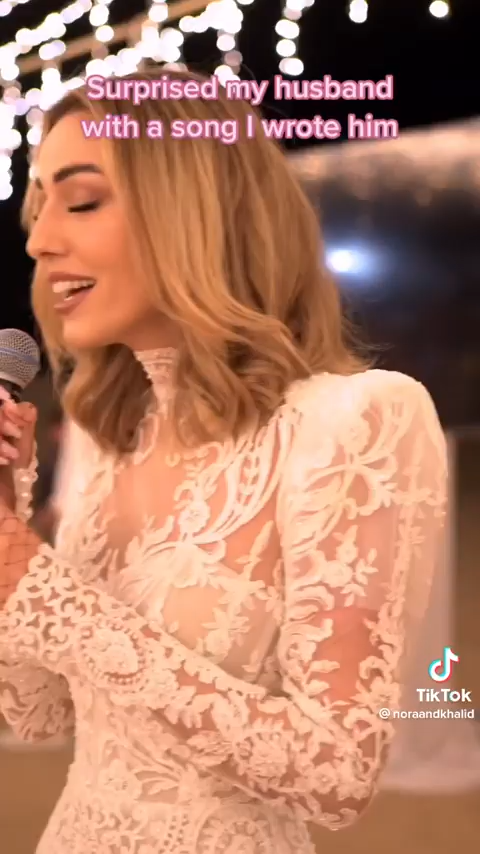 Surprised my husband
with a song I wrote him
TikTok
@noraandkhalid